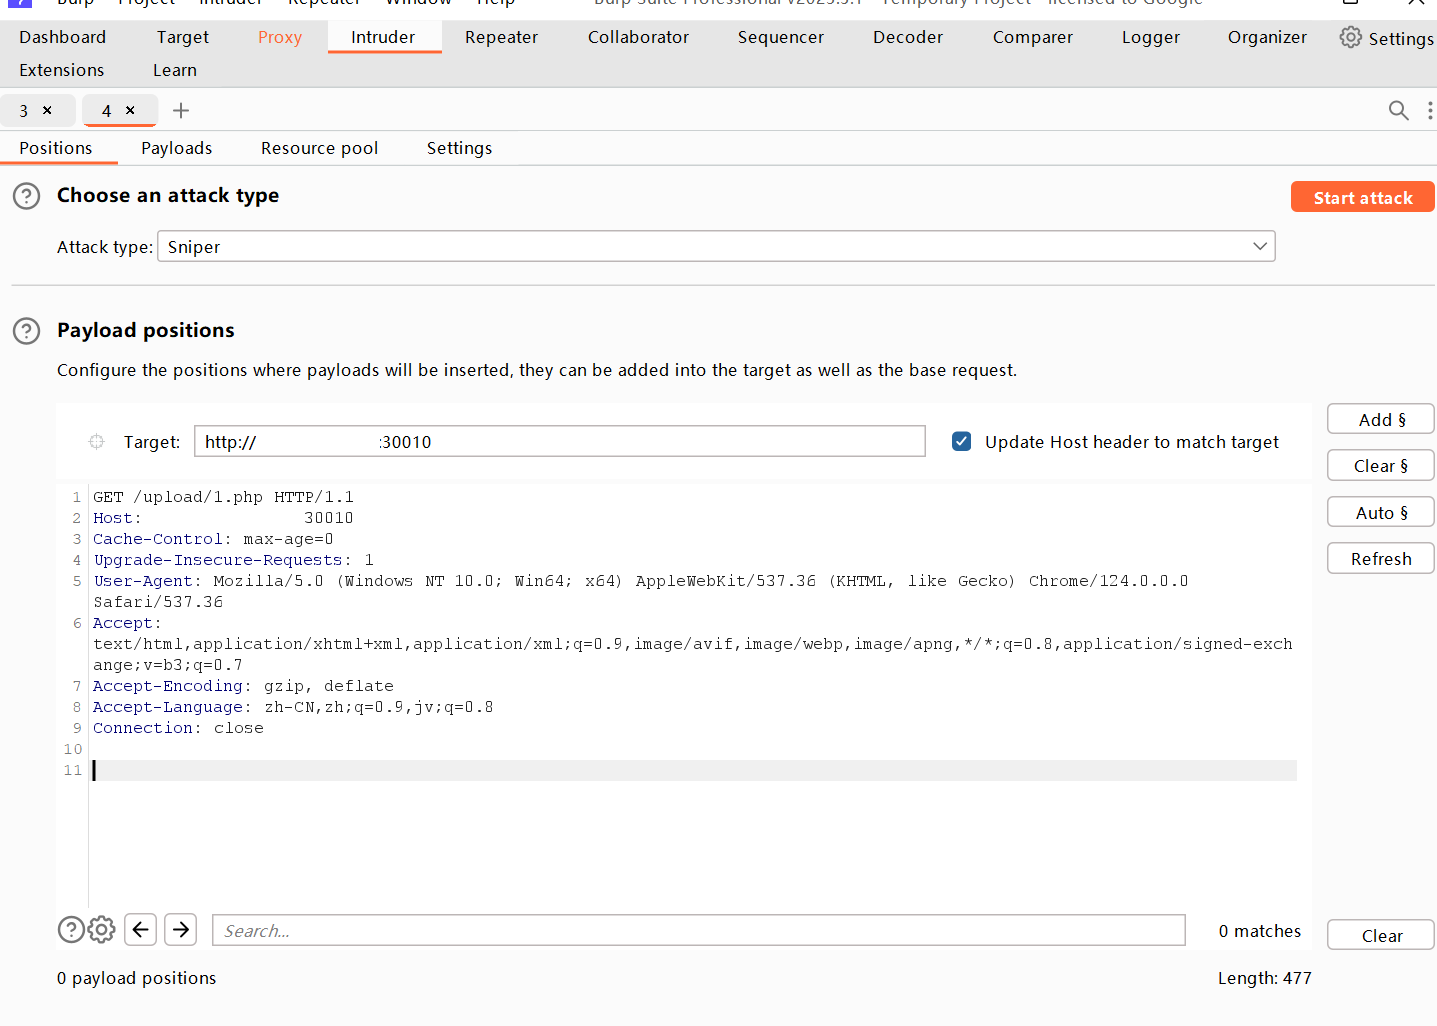 Burp Project Intruder Repeater Window Help Burp Suite Professional v2023.5.1 - Temporary Project - licensed to Google
Dashboard Target Proxy Intruder Repeater Collaborator Sequencer Decoder Comparer Logger Organizer Settings
Extensions Learn
3 × 4 × +
Positions Payloads Resource pool Settings
? Choose an attack type Start attack
Attack type: Sniper
? Payload positions
Configure the positions where payloads will be inserted, they can be added into the target as well as the base request.
Add §
Target: http:// :30010 Update Host header to match target
Clear §
Auto §
Refresh
1 GET /upload/1.php HTTP/1.1
2 Host: 30010
3 Cache-Control: max-age=0
4 Upgrade-Insecure-Requests: 1
5 User-Agent: Mozilla/5.0 (Windows NT 10.0; Win64; x64) AppleWebKit/537.36 (KHTML, like Gecko) Chrome/124.0.0.0
Safari/537.36
6 Accept:
text/html,application/xhtml+xml,application/xml;q=0.9,image/avif,image/webp,image/apng,*/*;q=0.8,application/signed-exch
ange;v=b3;q=0.7
7 Accept-Encoding: gzip, deflate
8 Accept-Language: zh-CN,zh;q=0.9,jv;q=0.8
9 Connection: close
10
11
? Search... 0 matches Clear
0 payload positions Length: 477